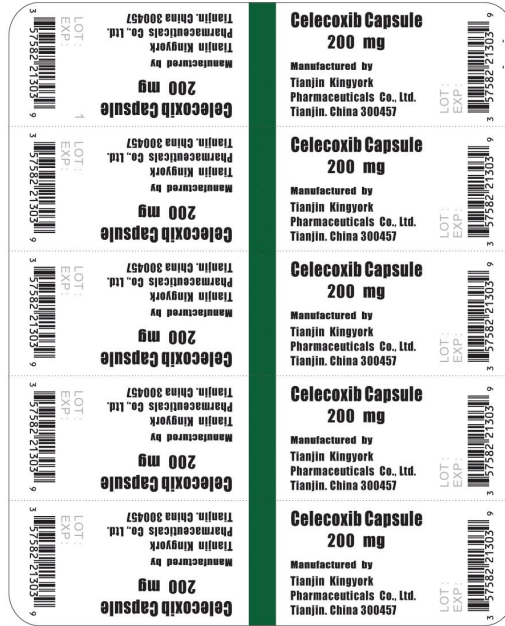 Celecoxib Capsule
200 mg
Manufactured by
Tianjin Kingyork
Pharmaceuticals Co., Ltd.
Tianjin. China 300457
LOT :
EXP :
1
3 57582 21303 9
Celecoxib Capsule
200 mg
Manufactured by
Tianjin Kingyork
Pharmaceuticals Co., Ltd.
Tianjin. China 300457
LOT :
EXP :
3 57582 21303 9
Celecoxib Capsule
200 mg
Manufactured by
Tianjin Kingyork
Pharmaceuticals Co., Ltd.
Tianjin. China 300457
LOT :
EXP :
3 57582 21303 9
Celecoxib Capsule
200 mg
Manufactured by
Tianjin Kingyork
Pharmaceuticals Co., Ltd.
Tianjin. China 300457
LOT :
EXP :
3 57582 21303 9
Celecoxib Capsule
200 mg
Manufactured by
Tianjin Kingyork
Pharmaceuticals Co., Ltd.
Tianjin. China 300457
LOT :
EXP :
3 57582 21303 9
Celecoxib Capsule
200 mg
Manufactured by
Tianjin Kingyork
Pharmaceuticals Co., Ltd.
Tianjin. China 300457
LOT :
EXP :
3 57582 21303 9
Celecoxib Capsule
200 mg
Manufactured by
Tianjin Kingyork
Pharmaceuticals Co., Ltd.
Tianjin. China 300457
LOT :
EXP :
3 57582 21303 9
Celecoxib Capsule
200 mg
Manufactured by
Tianjin Kingyork
Pharmaceuticals Co., Ltd.
Tianjin. China 300457
LOT :
EXP :
3 57582 21303 9
Celecoxib Capsule
200 mg
Manufactured by
Tianjin Kingyork
Pharmaceuticals Co., Ltd.
Tianjin. China 300457
LOT :
EXP :
3 57582 21303 9
Celecoxib Capsule
200 mg
Manufactured by
Tianjin Kingyork
Pharmaceuticals Co., Ltd.
Tianjin. China 300457
LOT :
EXP :
3 57582 21303 9